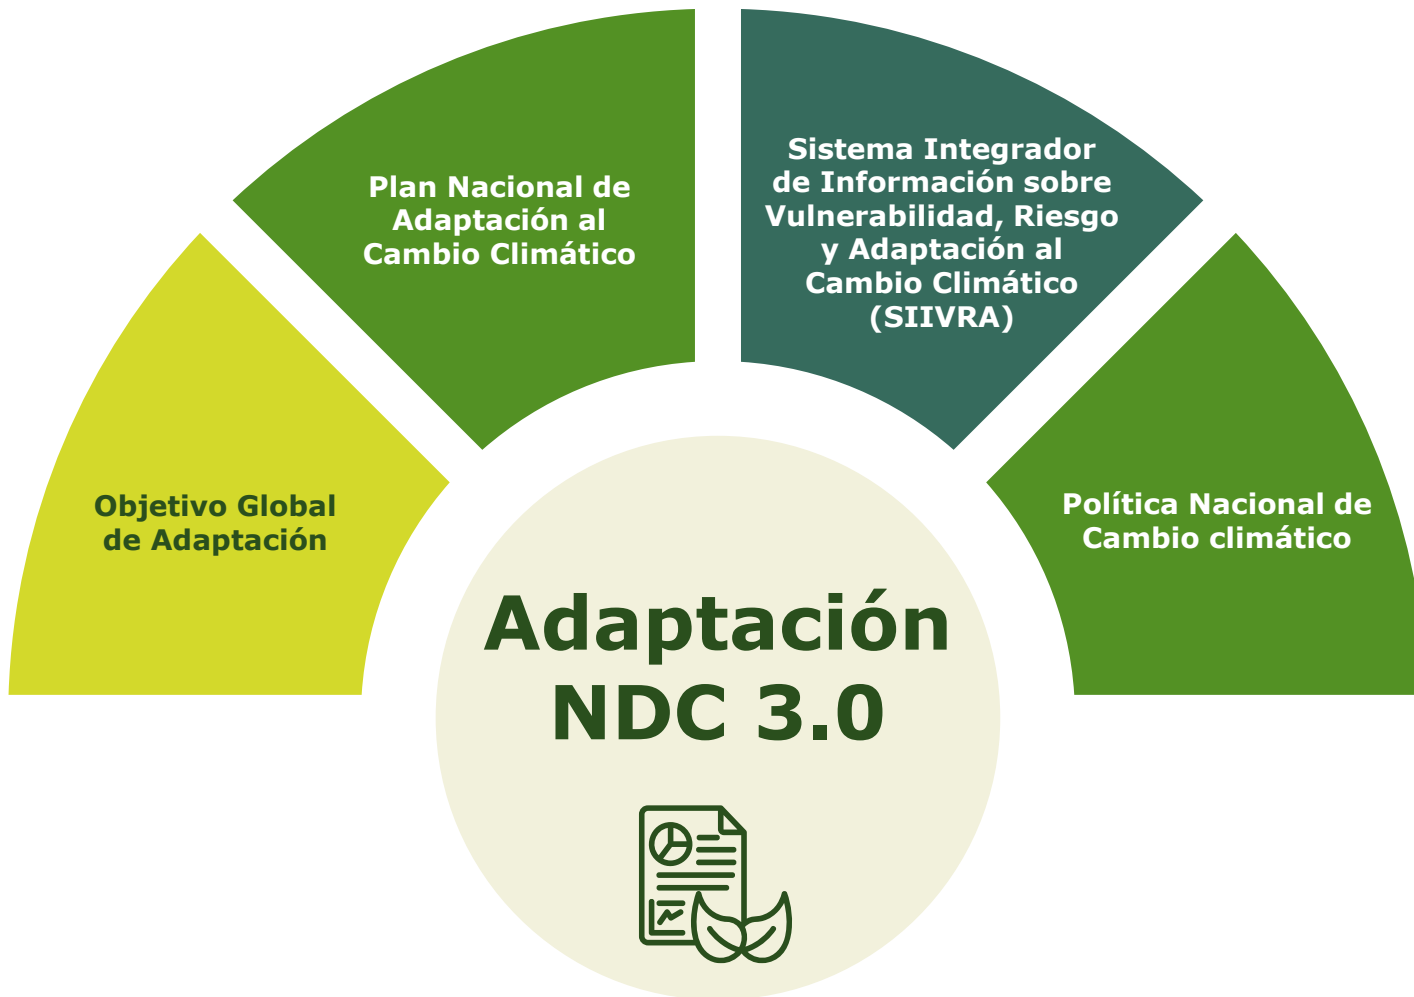 Objetivo Global
de Adaptación
Plan Nacional de
Adaptación al
Cambio Climático
Sistema Integrador
de Información sobre
Vulnerabilidad, Riesgo
y Adaptación al
Cambio Climático
(SIIVRA)
Política Nacional de
Cambio climático
Adaptación
NDC 3.0